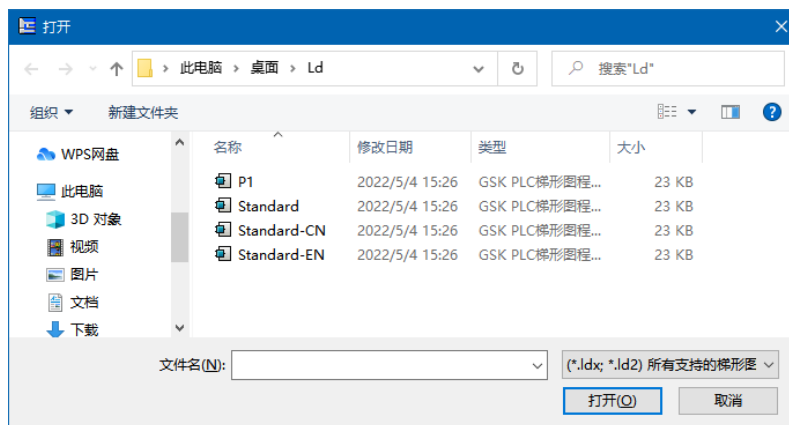 打开
此电脑 › 桌面 › Ld
搜索"Ld"
组织 新建文件夹
名称 修改日期 类型 大小
WPS网盘
此电脑
3D 对象
视频
图片
文档
下载
P1 2022/5/4 15:26 GSK PLC梯形图程... 23 KB
Standard 2022/5/4 15:26 GSK PLC梯形图程... 23 KB
Standard-CN 2022/5/4 15:26 GSK PLC梯形图程... 23 KB
Standard-EN 2022/5/4 15:26 GSK PLC梯形图程... 23 KB
文件名(N):
(*.ldx; *.ld2) 所有支持的梯形图
打开(O) 取消